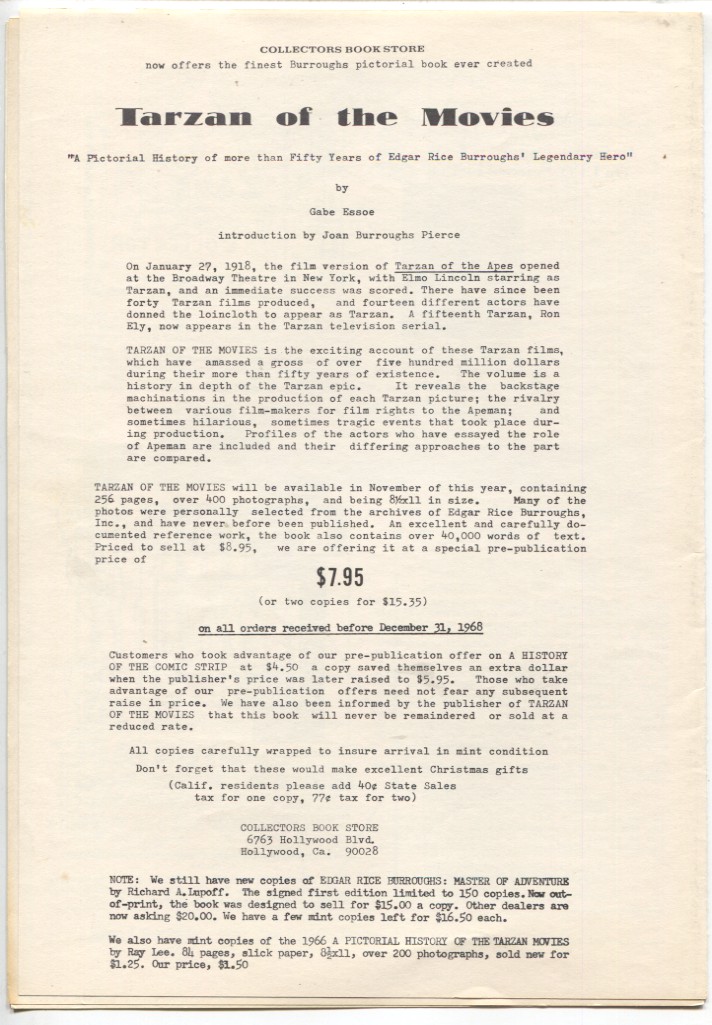 COLLECTORS BOOK STORE
now offers the finest Burroughs pictorial book ever created
Tarzan of the Movies
"A Pictorial History of more than Fifty Years of Edgar Rice Burroughs' Legendary Hero"
by
Gabe Essoe
introduction by Joan Burroughs Pierce
On January 27, 1918, the film version of Tarzan of the Apes opened
at the Broadway Theatre in New York, with Elmo Lincoln starring as
Tarzan, and an immediate success was scored. There have since been
forty Tarzan films produced, and fourteen different actors have
donned the loincloth to appear as Tarzan. A fifteenth Tarzan, Ron
Ely, now appears in the Tarzan television serial.
TARZAN OF THE MOVIES is the exciting account of these Tarzan films,
which have amassed a gross of over five hundred million dollars
during their more than fifty years of existence. The volume is a
history in depth of the Tarzan epic. It reveals the backstage
machinations in the production of each Tarzan picture; the rivalry
between various film-makers for film rights to the Apeman; and
sometimes hilarious, sometimes tragic events that took place dur-
ing production. Profiles of the actors who have essayed the role
of Apeman are included and their differing approaches to the part
are compared.
TARZAN OF THE MOVIES will be available in November of this year, containing
256 pages, over 400 photographs, and being 8½x11 in size. Many of the
photos were personally selected from the archives of Edgar Rice Burroughs,
Inc., and have never before been published. An excellent and carefully do-
cumented reference work, the book also contains over 40,000 words of text.
Priced to sell at $8.95, we are offering it at a special pre-publication
price of
$7.95
(or two copies for $15.35)
on all orders received before December 31, 1968
Customers who took advantage of our pre-publication offer on A HISTORY
OF THE COMIC STRIP at $4.50 a copy saved themselves an extra dollar
when the publisher's price was later raised to $5.95. Those who take
advantage of our pre-publication offers need not fear any subsequent
raise in price. We have also been informed by the publisher of TARZAN
OF THE MOVIES that this book will never be remaindered or sold at a
reduced rate.
All copies carefully wrapped to insure arrival in mint condition
Don't forget that these would make excellent Christmas gifts
(Calif. residents please add 40¢ State Sales
tax for one copy, 77¢ tax for two)
COLLECTORS BOOK STORE
6763 Hollywood Blvd.
Hollywood, Ca. 90028
NOTE: We still have new copies of EDGAR RICE BURROUGHS: MASTER OF ADVENTURE
by Richard A. Lupoff. The signed first edition limited to 150 copies. Now out-
of-print, the book was designed to sell for $15.00 a copy. Other dealers are
now asking $20.00. We have a few mint copies left for $16.50 each.
We also have mint copies of the 1966 A PICTORIAL HISTORY OF THE TARZAN MOVIES
by Ray Lee. 84 pages, slick paper, 8½x11, over 200 photographs, sold new for
$1.25. Our price, $1.50